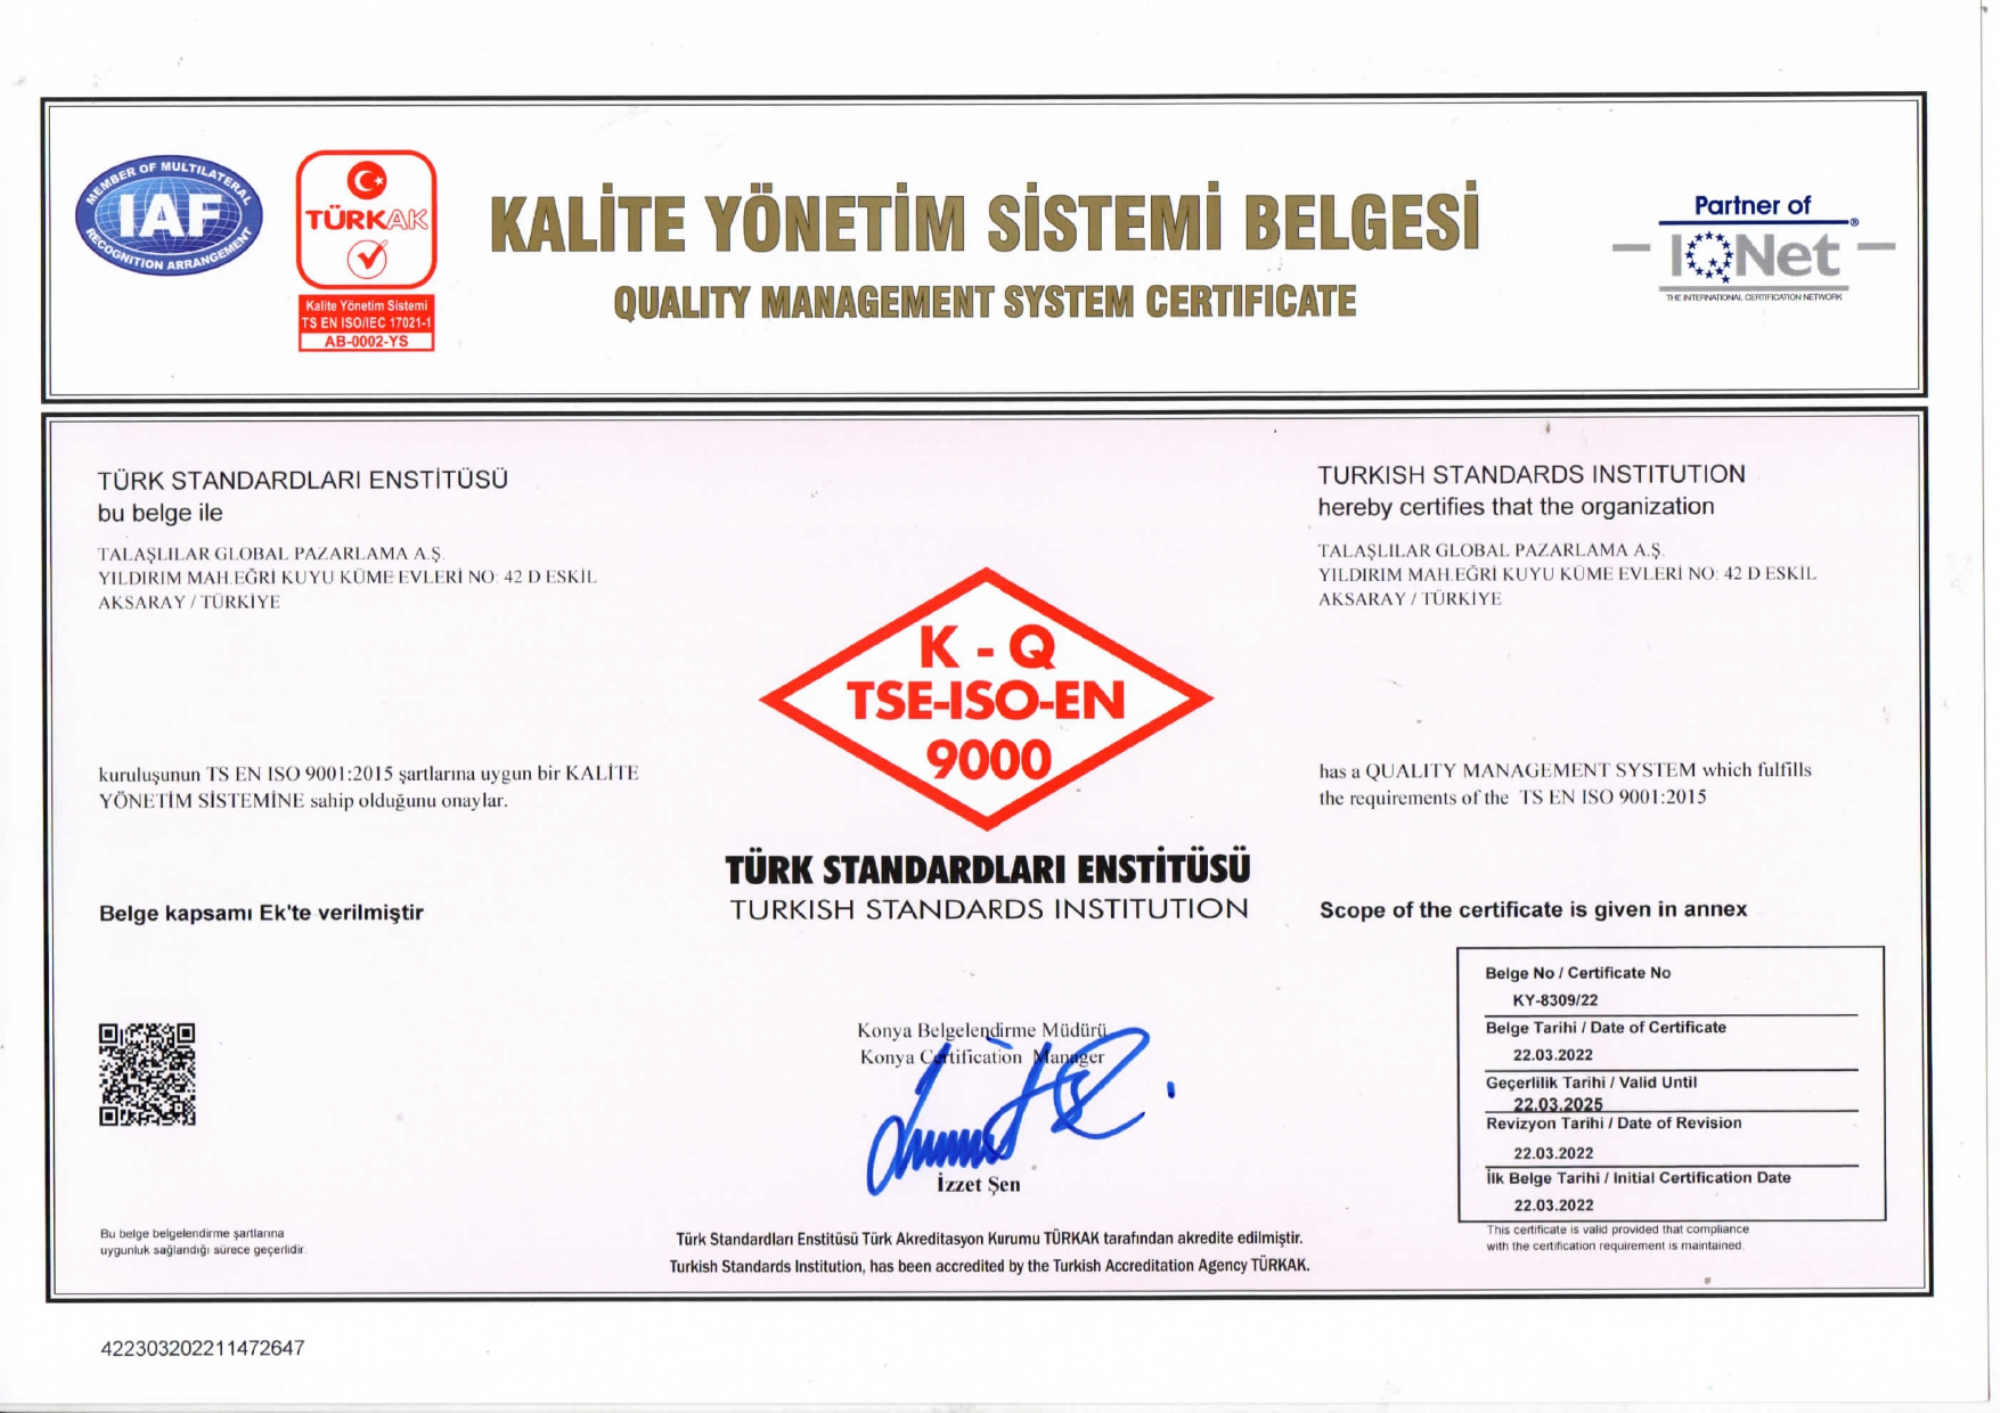 MEMBER OF MULTILATERAL
IAF
RECOGNITION ARRANGEMENT
TÜRKAK
Kalite Yönetim Sistemi
TS EN ISO/IEC 17021-1
AB-0002-YS
KALİTE YÖNETİM SİSTEMİ BELGESİ
QUALITY MANAGEMENT SYSTEM CERTIFICATE
Partner of
IQNet®
THE INTERNATIONAL CERTIFICATION NETWORK
TÜRK STANDARDLARI ENSTİTÜSÜ
bu belge ile
TALAŞLILAR GLOBAL PAZARLAMA A.Ş.
YILDIRIM MAH.EĞRİ KUYU KÜME EVLERİ NO: 42 D ESKİL
AKSARAY / TÜRKİYE
kuruluşunun TS EN ISO 9001:2015 şartlarına uygun bir KALİTE
YÖNETİM SİSTEMİNE sahip olduğunu onaylar.
Belge kapsamı Ek'te verilmiştir
K - Q
TSE-ISO-EN
9000
TÜRK STANDARDLARI ENSTİTÜSÜ
TURKISH STANDARDS INSTITUTION
TURKISH STANDARDS INSTITUTION
hereby certifies that the organization
TALAŞLILAR GLOBAL PAZARLAMA A.Ş.
YILDIRIM MAH.EĞRİ KUYU KÜME EVLERİ NO: 42 D ESKİL
AKSARAY / TÜRKİYE
has a QUALITY MANAGEMENT SYSTEM which fulfills
the requirements of the TS EN ISO 9001:2015
Scope of the certificate is given in annex
Konya Belgelendirme Müdürü
Konya Certification Manager
İzzet Şen
Belge No / Certificate No
KY-8309/22
Belge Tarihi / Date of Certificate
22.03.2022
Geçerlilik Tarihi / Valid Until
22.03.2025
Revizyon Tarihi / Date of Revision
22.03.2022
İlk Belge Tarihi / Initial Certification Date
22.03.2022
Bu belge belgelendirme şartlarına
uygunluk sağlandığı sürece geçerlidir.
Türk Standardları Enstitüsü Türk Akreditasyon Kurumu TÜRKAK tarafından akredite edilmiştir.
Turkish Standards Institution, has been accredited by the Turkish Accreditation Agency TÜRKAK.
This certificate is valid provided that compliance
with the certification requirement is maintained.
422303202211472647